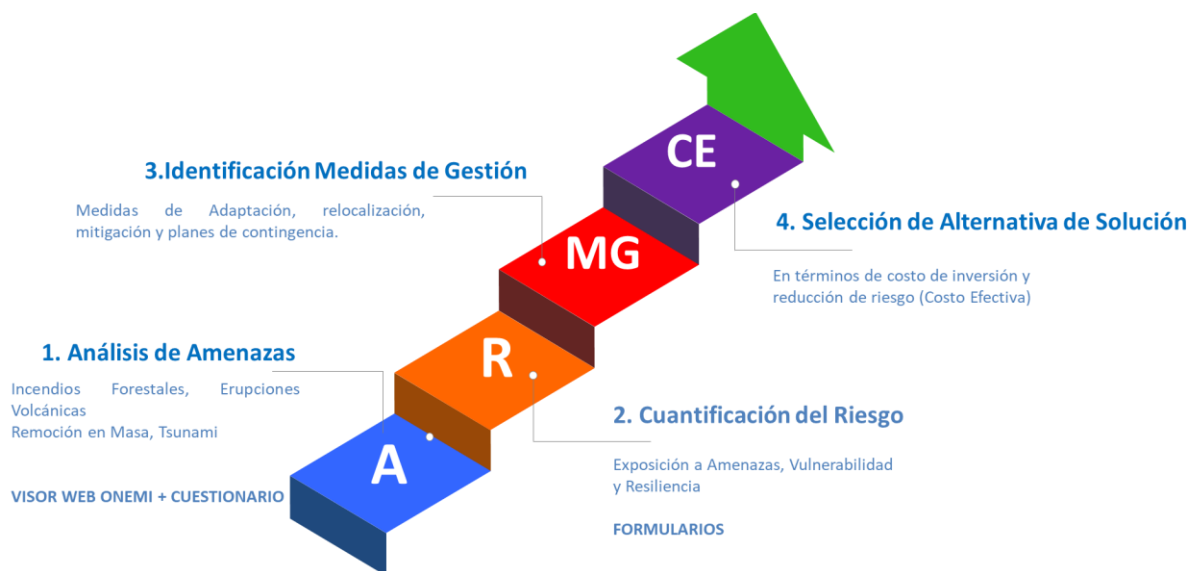 1. Análisis de Amenazas
Incendios Forestales, Erupciones
Volcánicas
Remoción en Masa, Tsunami
VISOR WEB ONEMI + CUESTIONARIO
A
2. Cuantificación del Riesgo
Exposición a Amenazas, Vulnerabilidad
y Resiliencia
FORMULARIOS
R
3.Identificación Medidas de Gestión
Medidas de Adaptación, relocalización,
mitigación y planes de contingencia.
MG
4. Selección de Alternativa de Solución
En términos de costo de inversión y
reducción de riesgo (Costo Efectiva)
CE